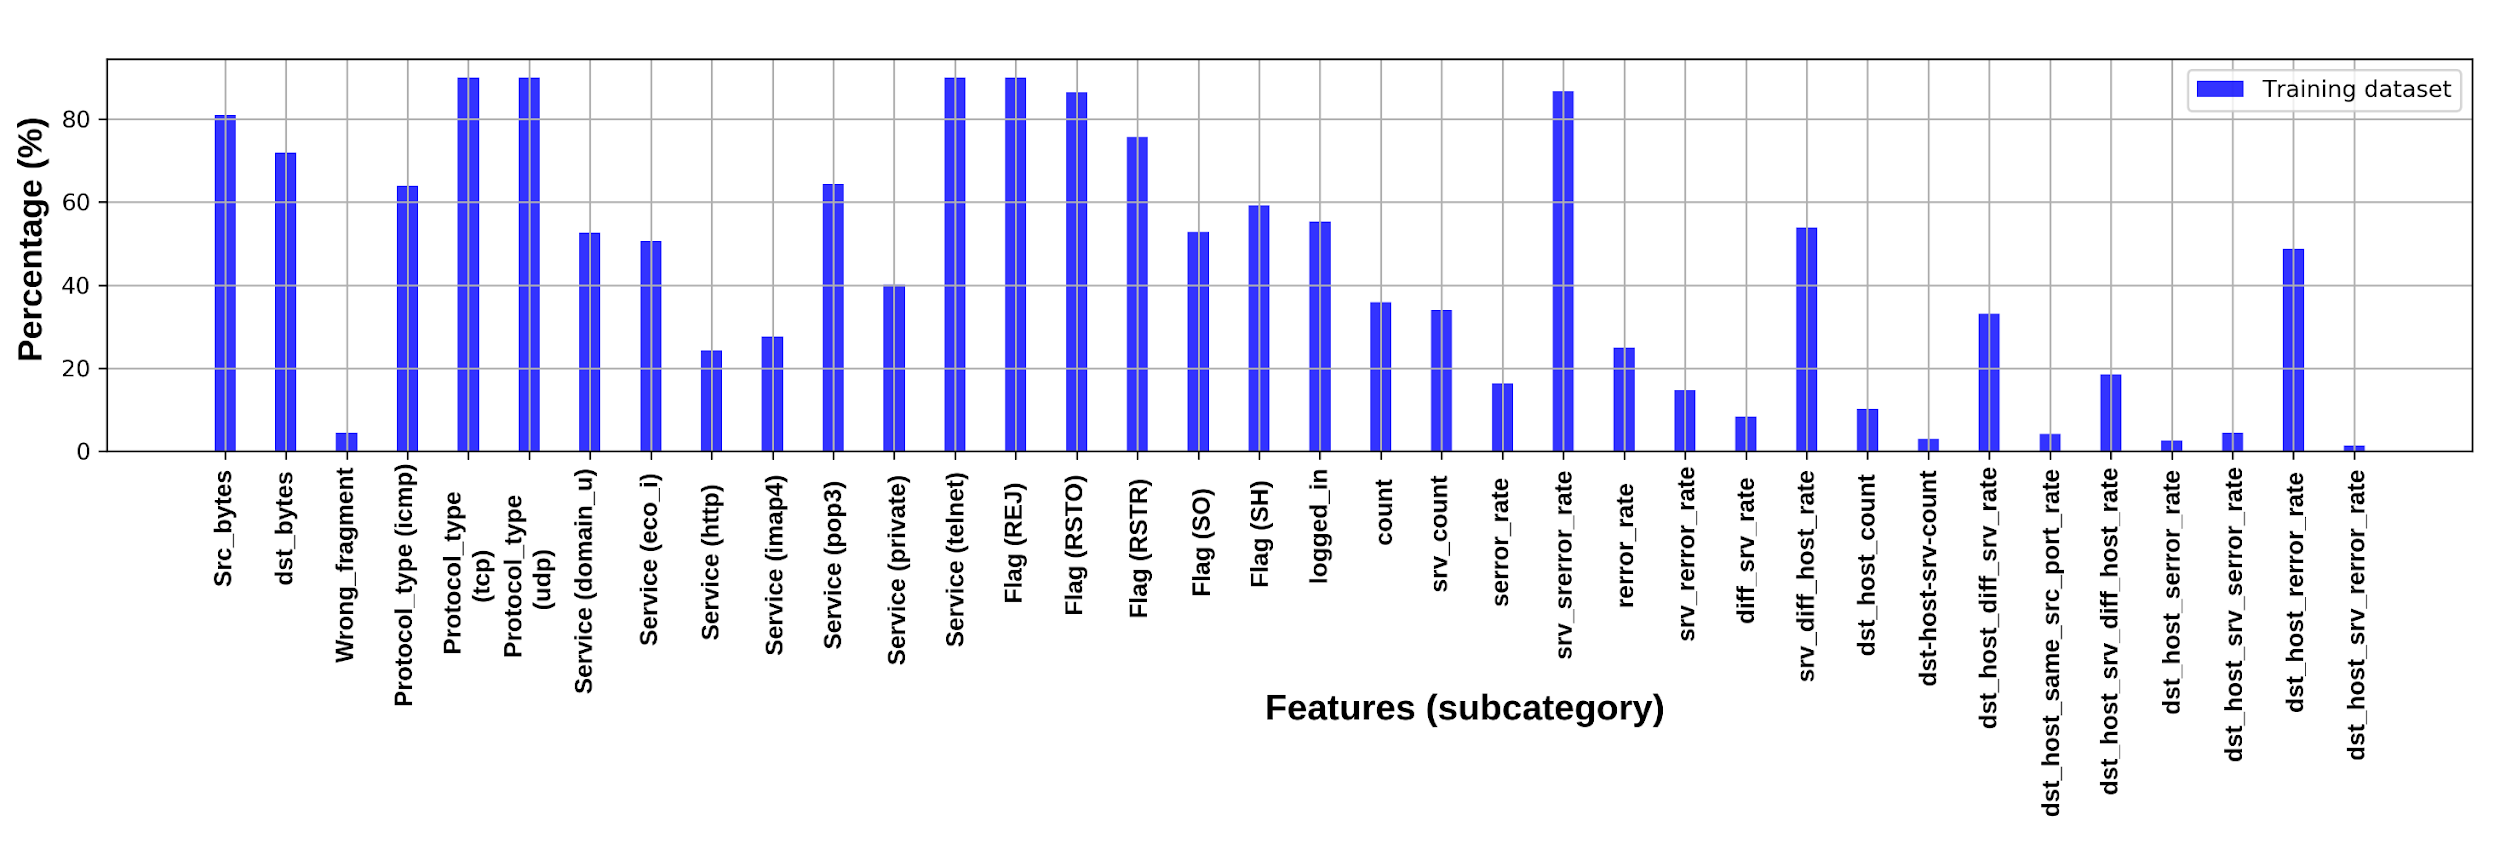 Training dataset
Percentage (%)
80
60
40
20
0
Src_bytes
dst_bytes
Wrong_fragment
Protocol_type (icmp)
Protocol_type
(tcp)
Protocol_type
(udp)
Service (domain_u)
Service (eco_i)
Service (http)
Service (imap4)
Service (pop3)
Service (private)
Service (telnet)
Flag (REJ)
Flag (RSTO)
Flag (RSTR)
Flag (SO)
Flag (SH)
logged_in
count
srv_count
serror_rate
srv_serror_rate
rerror_rate
srv_rerror_rate
diff_srv_rate
srv_diff_host_rate
dst_host_count
dst-host-srv-count
dst_host_diff_srv_rate
dst_host_same_src_port_rate
dst_host_srv_diff_host_rate
dst_host_serror_rate
dst_host_srv_serror_rate
dst_host_rerror_rate
dst_host_srv_rerror_rate
Features (subcategory)